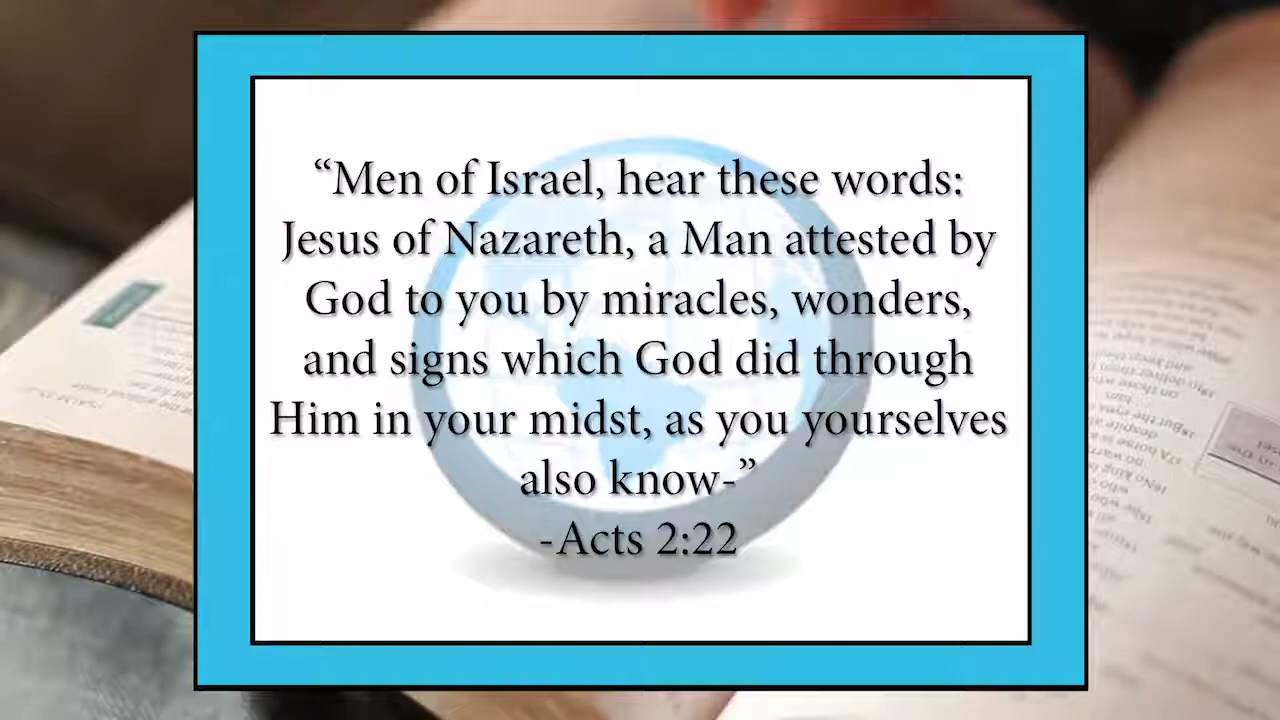 “Men of Israel, hear these words:
Jesus of Nazareth, a Man attested by
God to you by miracles, wonders,
and signs which God did through
Him in your midst, as you yourselves
also know-”
-Acts 2:22